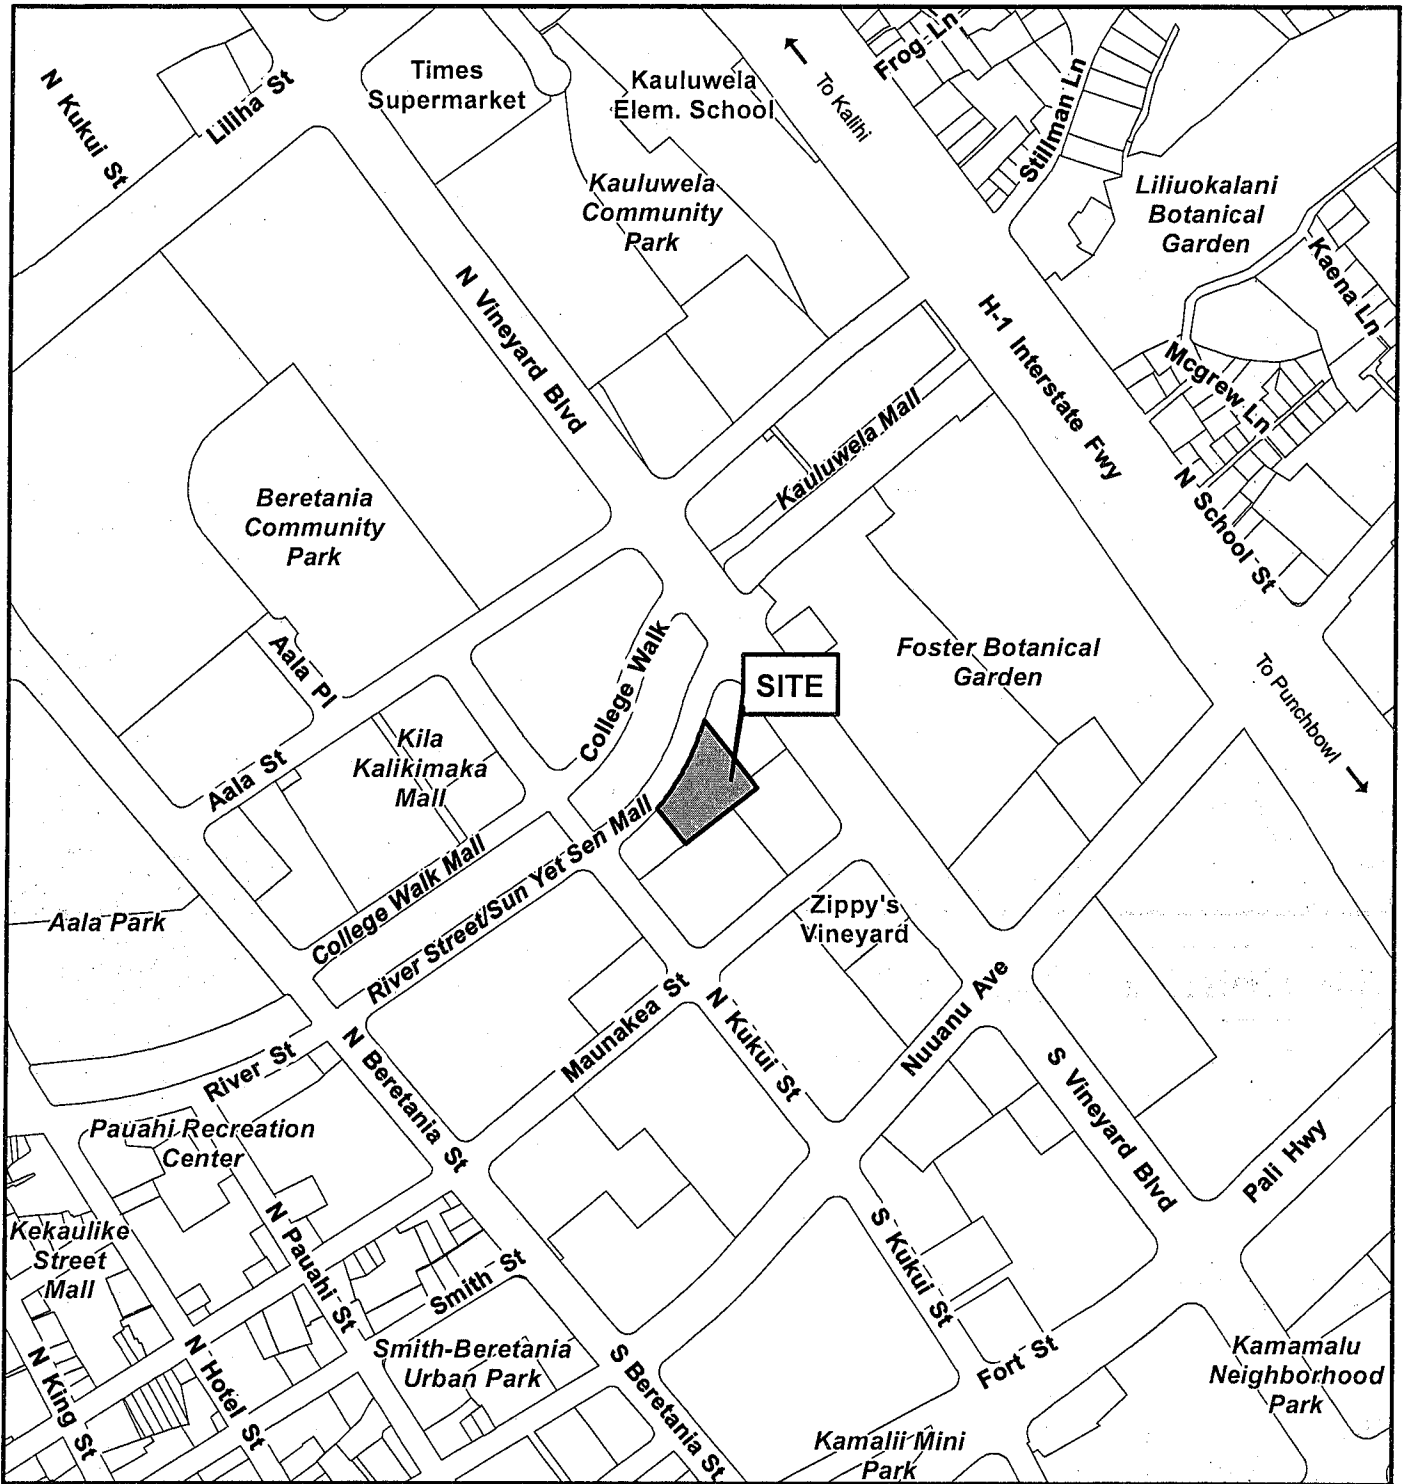 N Kukui St
Lililha St
Times
Supermarket
Kauluwela
Elem. School
To Kalihi
Frog Ln
Stillman Ln
Kauluwela
Community
Park
Liliuokalani
Botanical
Garden
Kaena Ln
N Vineyard Blvd
H-1 Interstate Fwy
Mcgrew Ln
Kauluwela Mall
N School St
Beretania
Community
Park
Aala Pl
College Walk
Foster Botanical
Garden
SITE
To Punchbowl
Kila
Kalikimaka
Mall
Aala St
College Walk Mall
River Street/Sun Yet Sen Mall
Aala Park
Zippy's
Vineyard
Maunakea St
N Kukui St
Nuuanu Ave
River St
N Beretania St
S Vineyard Blvd
Pali Hwy
Pauahi Recreation
Center
Kekaulike
Street
Mall
N Pauahi St
Smith St
S Kukui St
N King St
N Hotel St
Smith-Beretania
Urban Park
S Beretania St
Fort St
Kamamalu
Neighborhood
Park
Kamalii Mini
Park